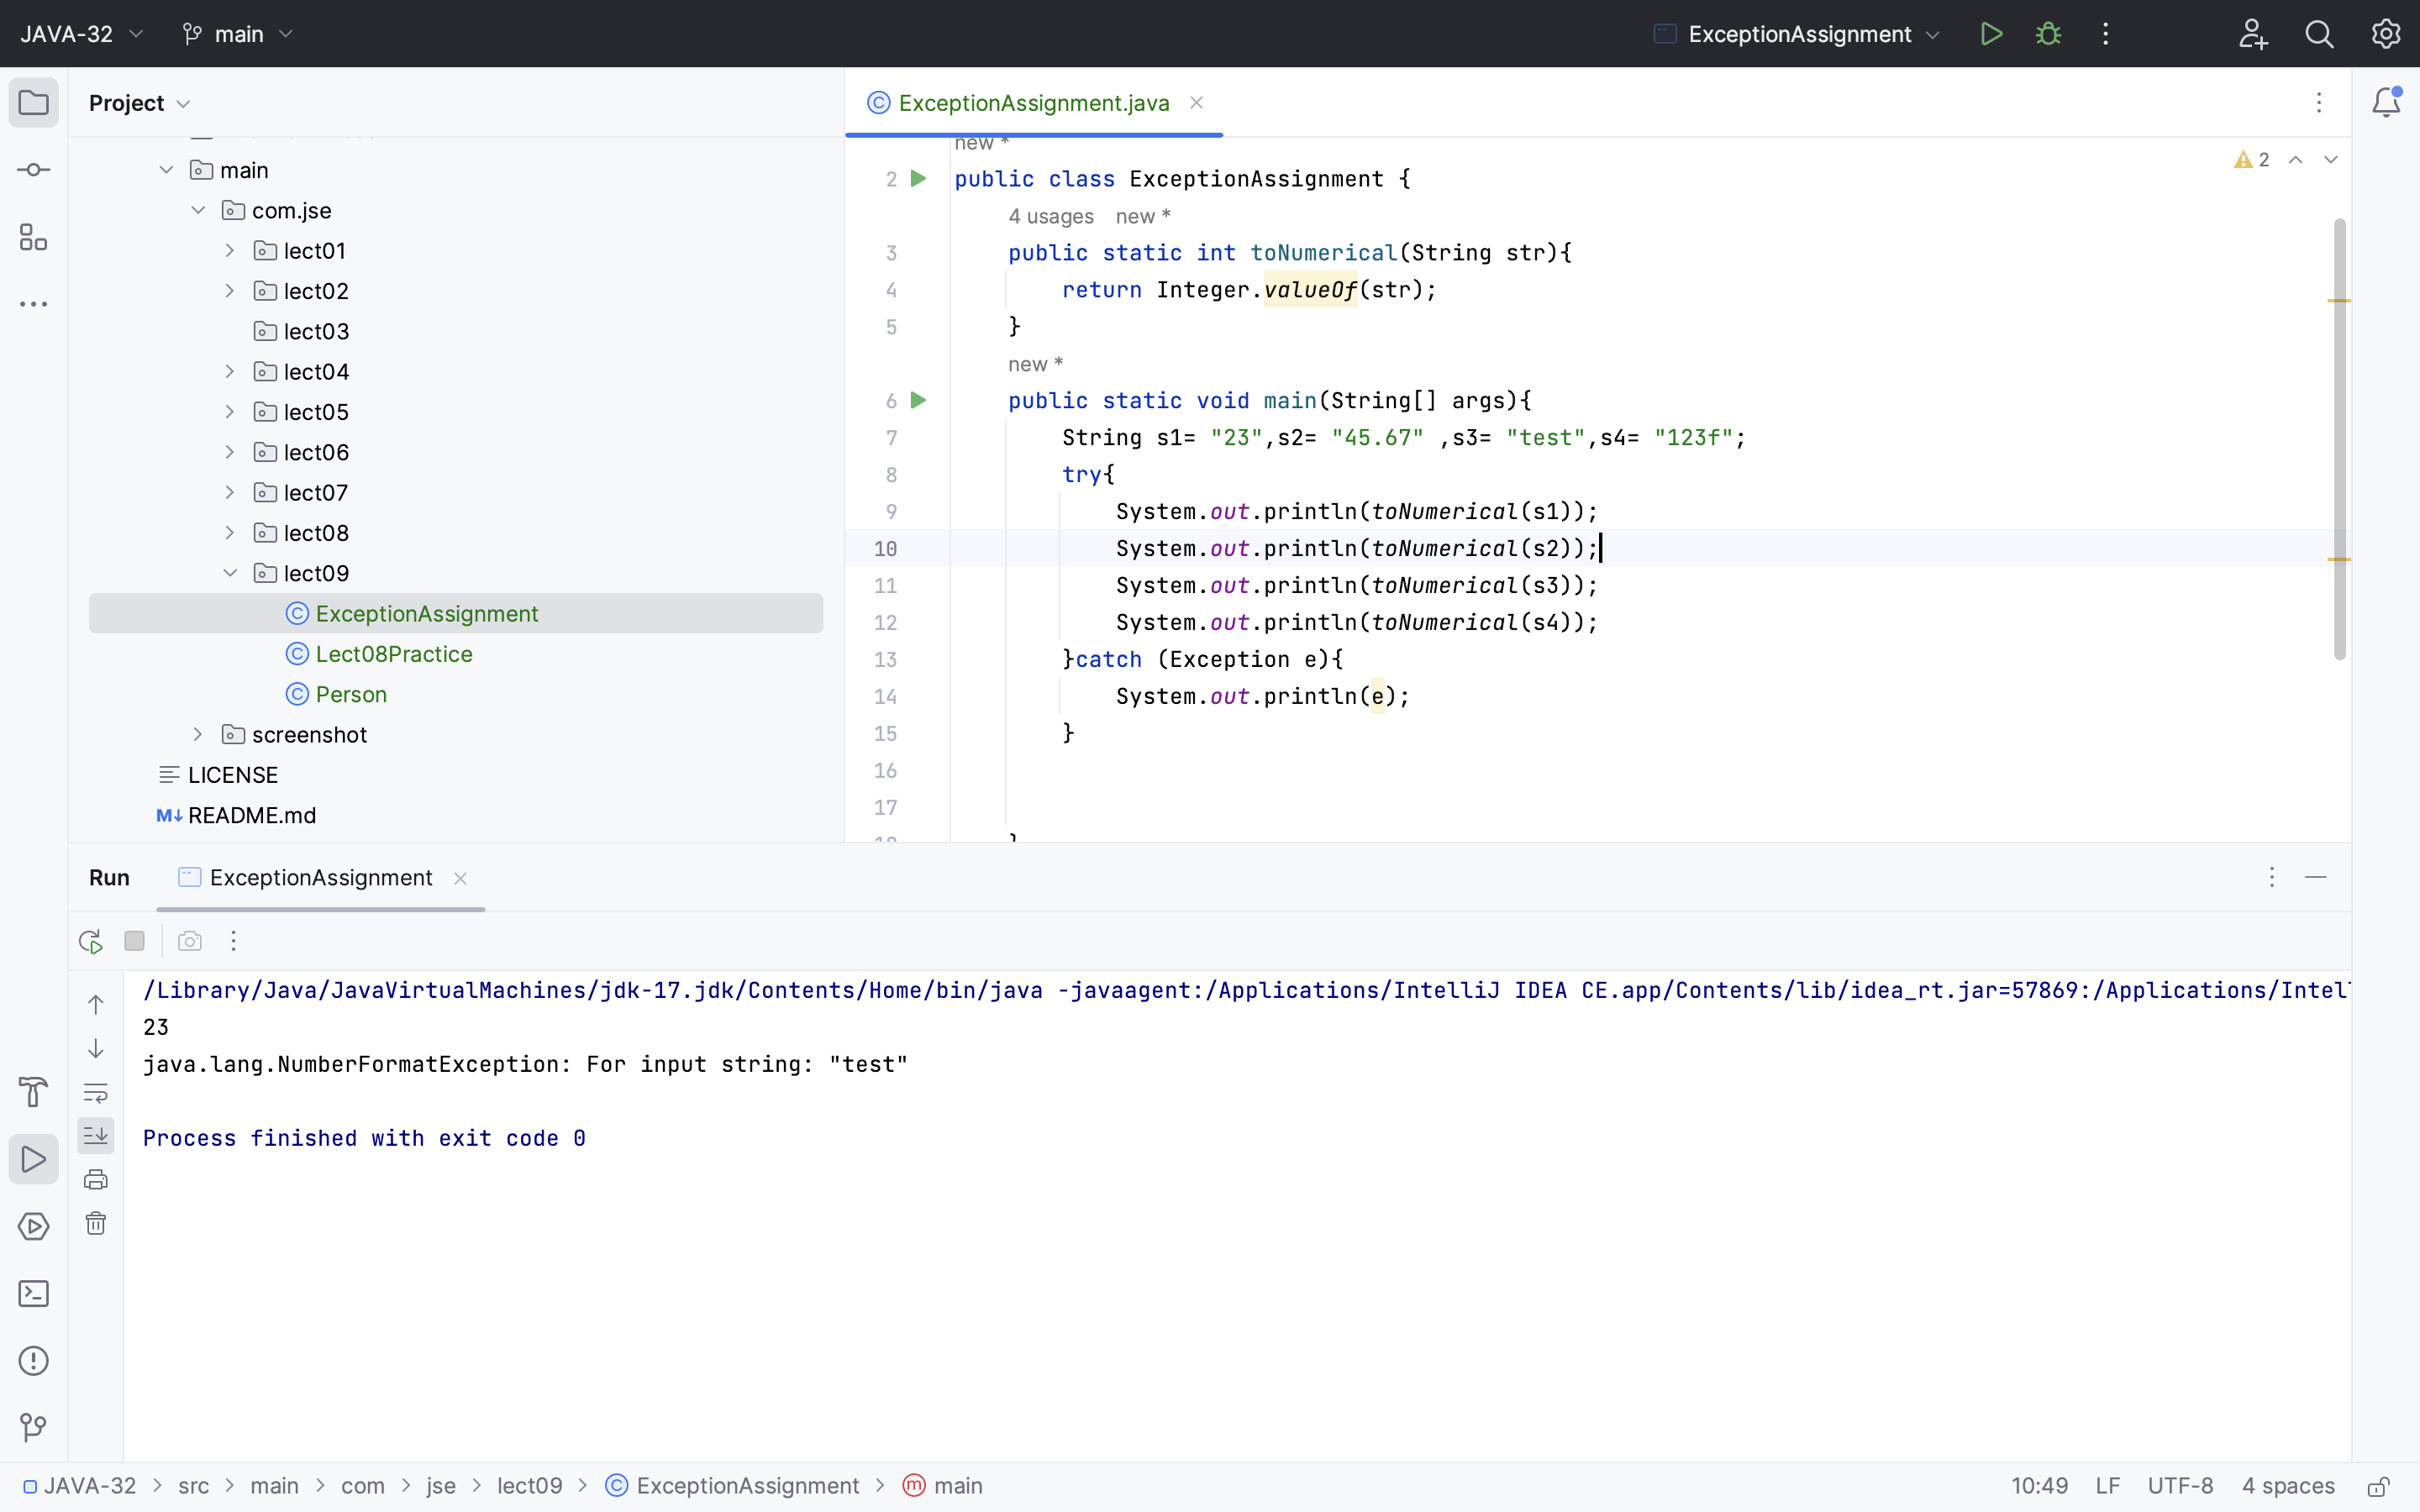 JAVA-32 main ExceptionAssignment
Project
main
com.jse
lect01
lect02
lect03
lect04
lect05
lect06
lect07
lect08
lect09
ExceptionAssignment
Lect08Practice
Person
screenshot
LICENSE
M↓ README.md
ExceptionAssignment.java
new *
2
2 public class ExceptionAssignment {
4 usages new *
3 public static int toNumerical(String str){
4 return Integer.valueOf(str);
5 }
new *
6 public static void main(String[] args){
7 String s1= "23",s2= "45.67" ,s3= "test",s4= "123f";
8 try{
9 System.out.println(toNumerical(s1));
10 System.out.println(toNumerical(s2));
11 System.out.println(toNumerical(s3));
12 System.out.println(toNumerical(s4));
13 }catch (Exception e){
14 System.out.println(e);
15 }
16
17
Run ExceptionAssignment
/Library/Java/JavaVirtualMachines/jdk-17.jdk/Contents/Home/bin/java -javaagent:/Applications/IntelliJ IDEA CE.app/Contents/lib/idea_rt.jar=57869:/Applications/Intel
23
java.lang.NumberFormatException: For input string: "test"
Process finished with exit code 0
JAVA-32 > src > main > com > jse > lect09 > ExceptionAssignment > main 10:49 LF UTF-8 4 spaces